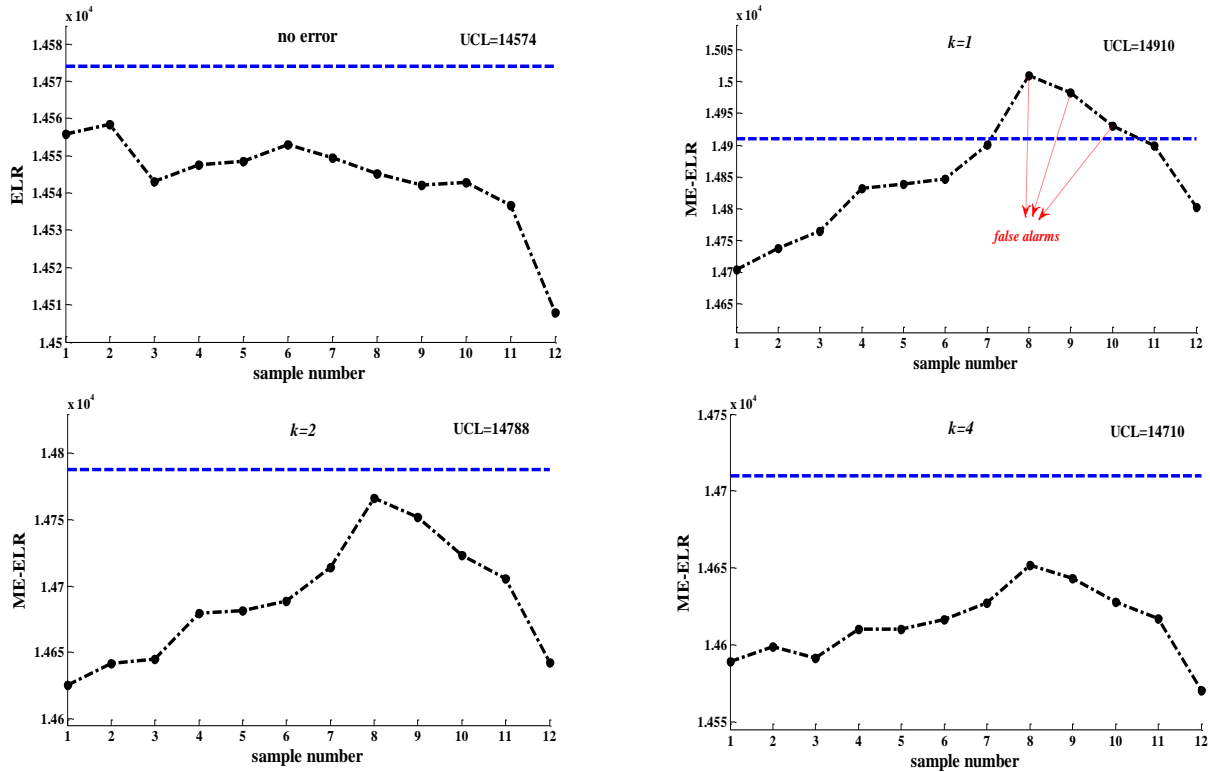 x 10⁴
no error
UCL=14574
1.458
1.457
1.456
1.455
1.454
1.453
1.452
1.451
1.45
ELR
1 2 3 4 5 6 7 8 9 10 11 12
sample number
x 10⁴
k=1
UCL=14910
1.505
1.5
1.495
1.49
1.485
1.48
1.475
1.47
1.465
ME-ELR
false alarms
1 2 3 4 5 6 7 8 9 10 11 12
sample number
x 10⁴
k=2
UCL=14788
1.48
1.475
1.47
1.465
1.46
ME-ELR
1 2 3 4 5 6 7 8 9 10 11 12
sample number
x 10⁴
k=4
UCL=14710
1.475
1.47
1.465
1.46
1.455
ME-ELR
1 2 3 4 5 6 7 8 9 10 11 12
sample number